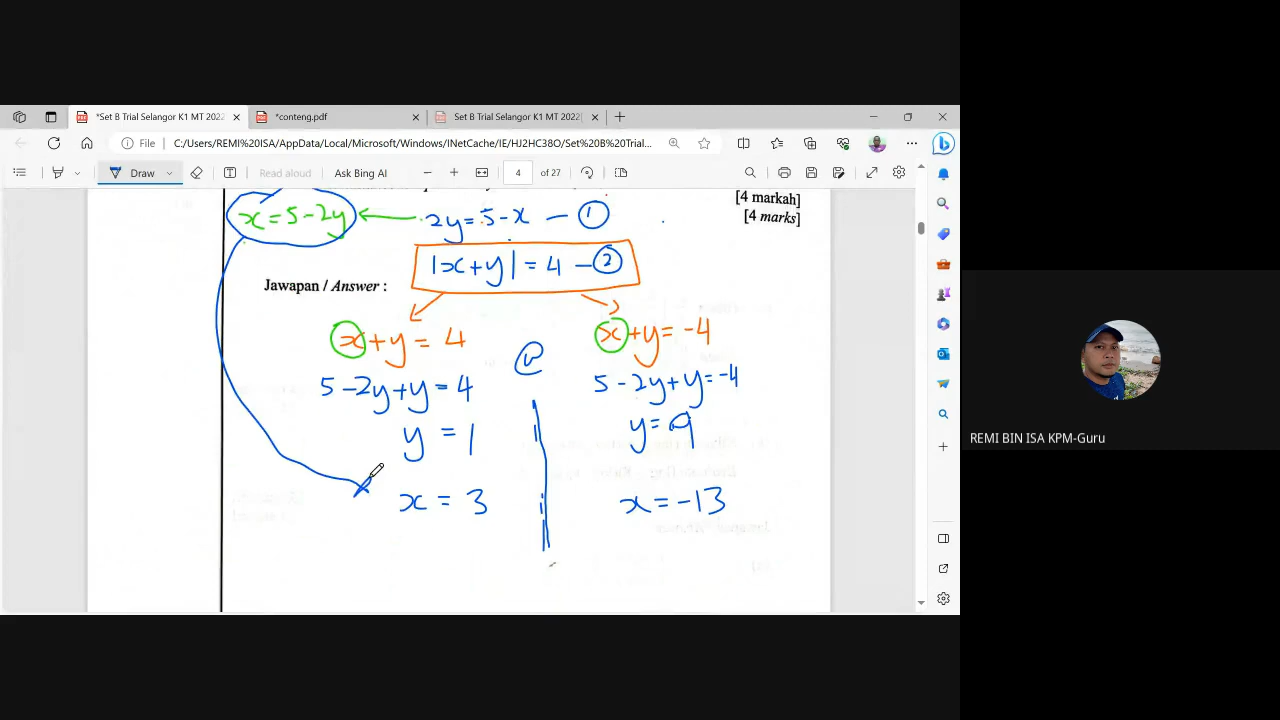 *Set B Trial Selangor K1 MT 2022
*conteng.pdf
Set B Trial Selangor K1 MT 2022
File
C:/Users/REMI%20ISA/AppData/Local/Microsoft/Windows/INetCache/IE/HJ2HC38O/Set%20B%20Trial...
Draw
4 of 27
Read aloud
Ask Bing AI
[4 markah]
[4 marks]
x = 5 - 2y
2y = 5 - x — ①
|x + y| = 4 — ②
Jawapan / Answer :
x + y = 4
@
x + y = -4
5 - 2y + y = 4
5 - 2y + y = -4
y = 1
y = 9
x = 3
x = -13
REMI BIN ISA KPM-Guru